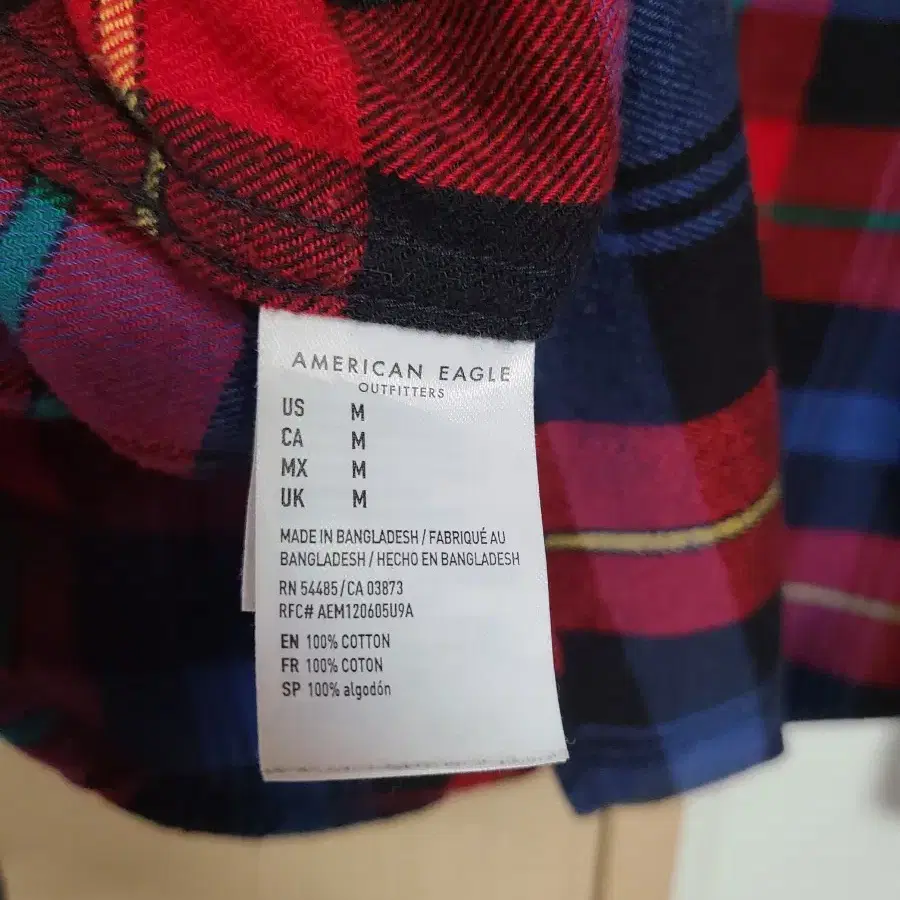 AMERICAN EAGLE
OUTFITTERS
US M
CA M
MX M
UK M
MADE IN BANGLADESH / FABRIQUÉ AU
BANGLADESH / HECHO EN BANGLADESH
RN 54485/CA 03873
RFC# AEM120605U9A
EN 100% COTTON
FR 100% COTON
SP 100% algodón